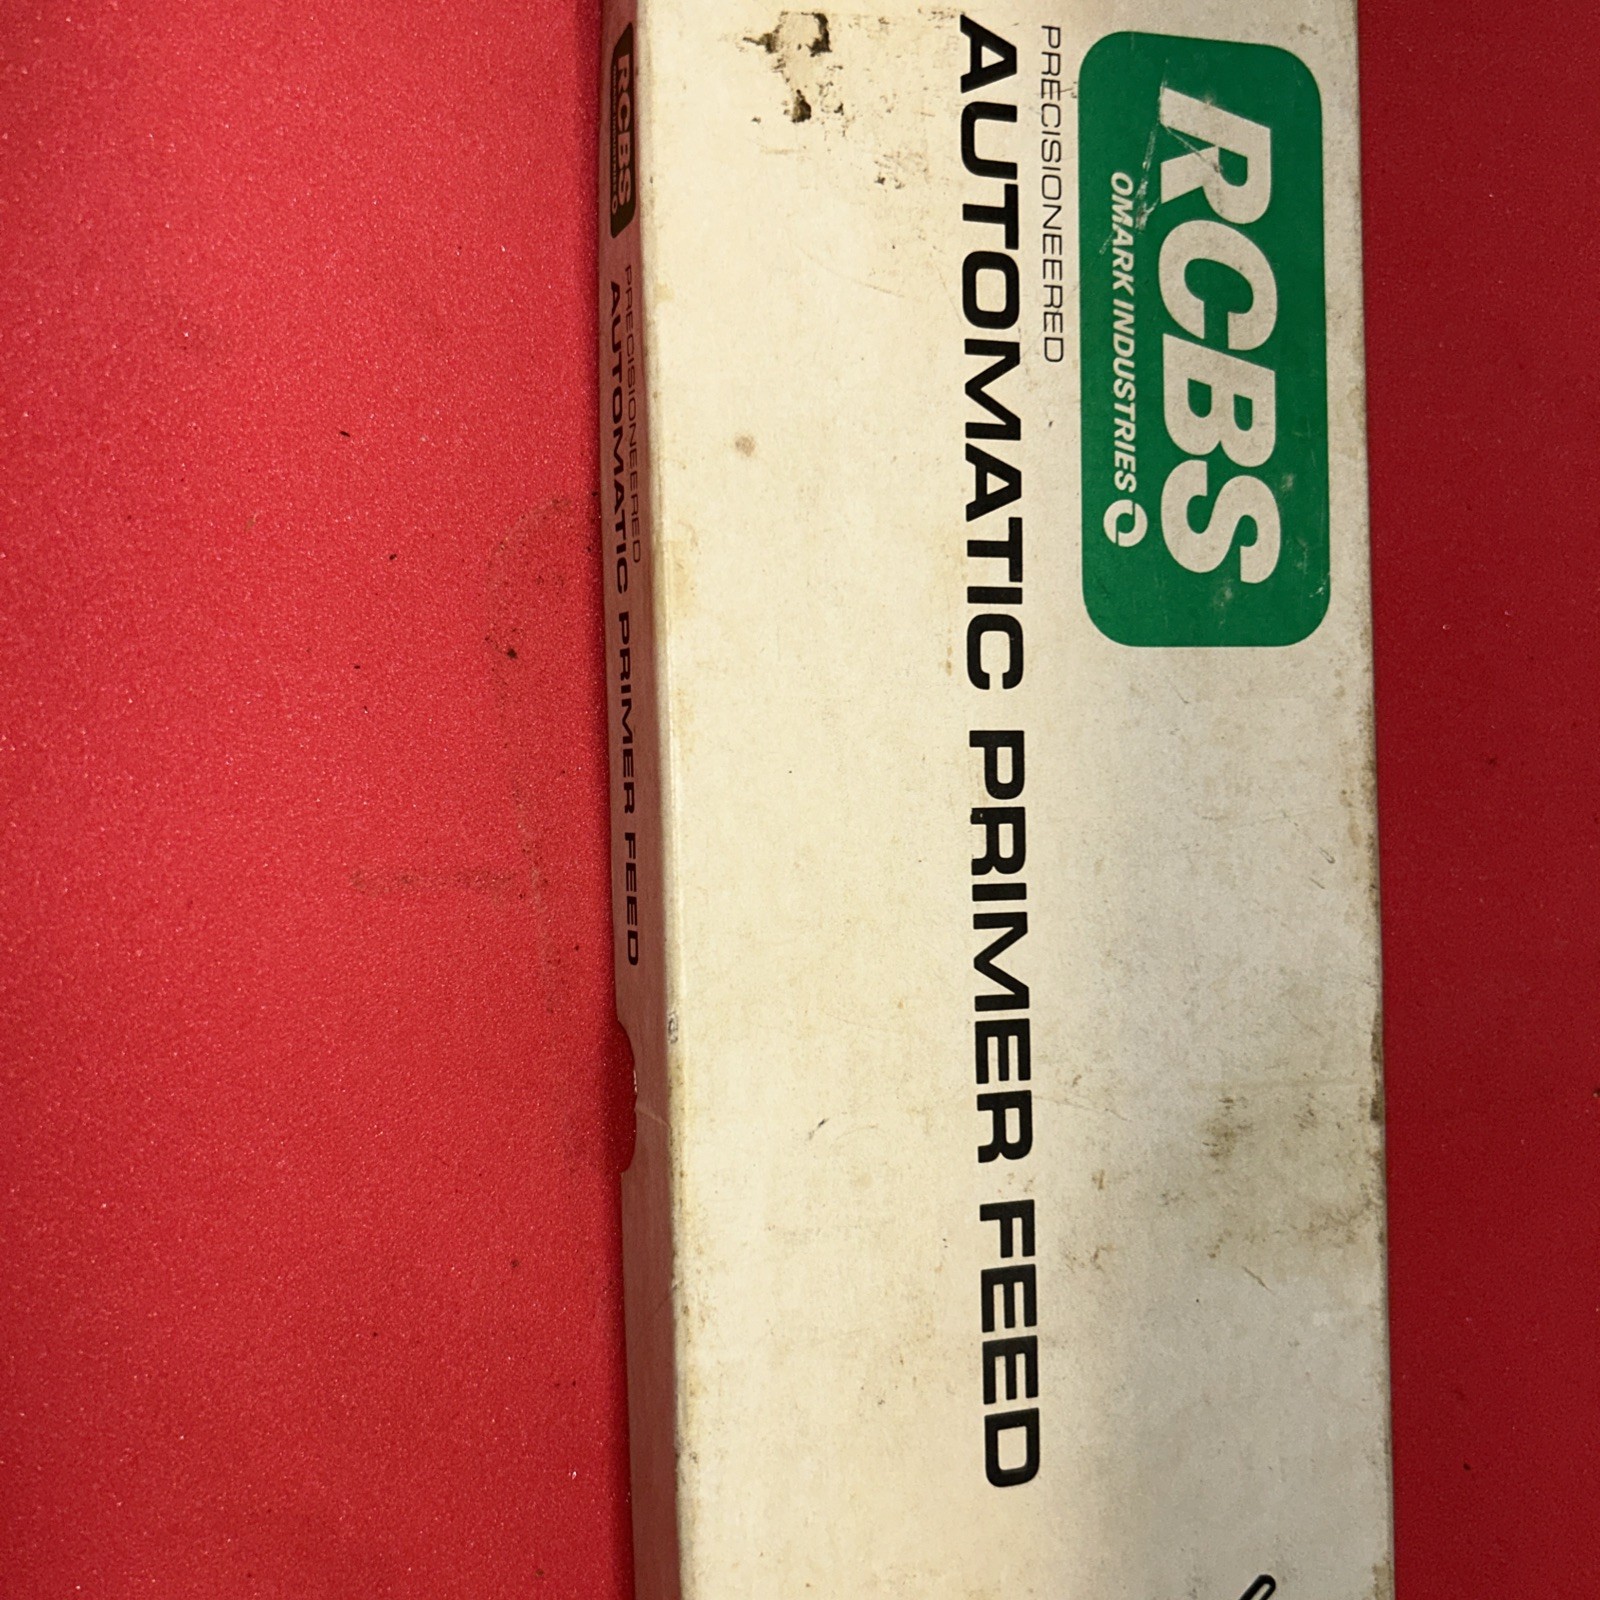 RCBS
OMARK INDUSTRIES
PRECISIONEERED
AUTOMATIC PRIMER FEED
RCBS
PRECISIONEERED
AUTOMATIC PRIMER FEED